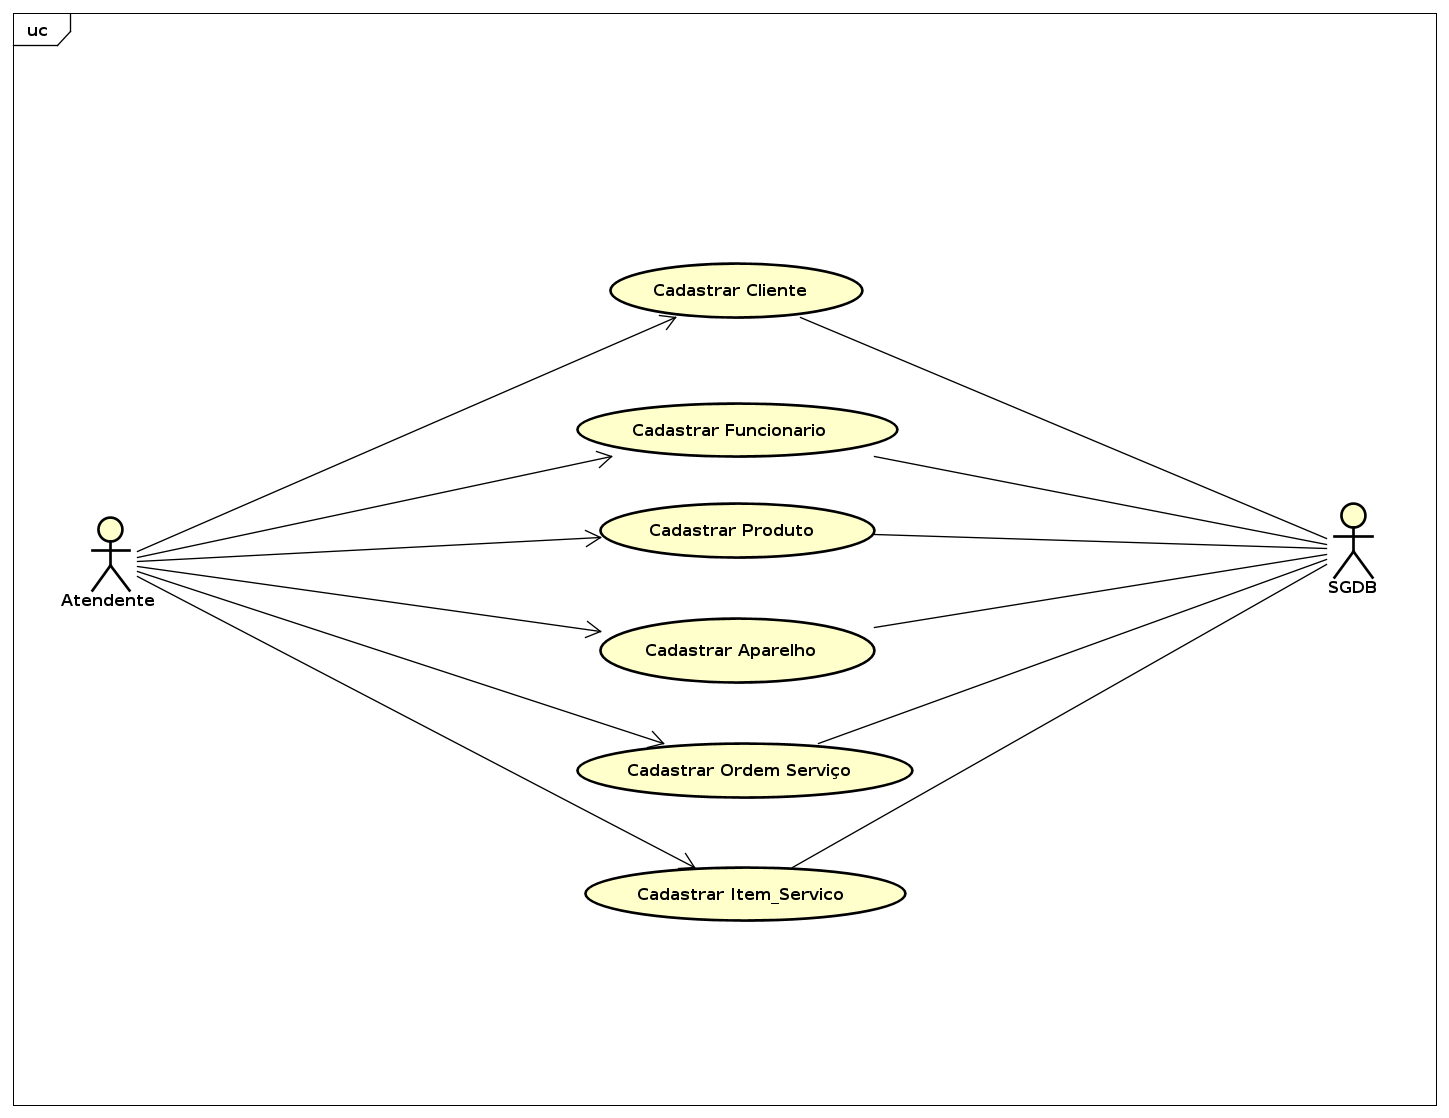 uc
Cadastrar Cliente
Cadastrar Funcionario
Cadastrar Produto
Atendente
SGDB
Cadastrar Aparelho
Cadastrar Ordem Serviço
Cadastrar Item_Servico